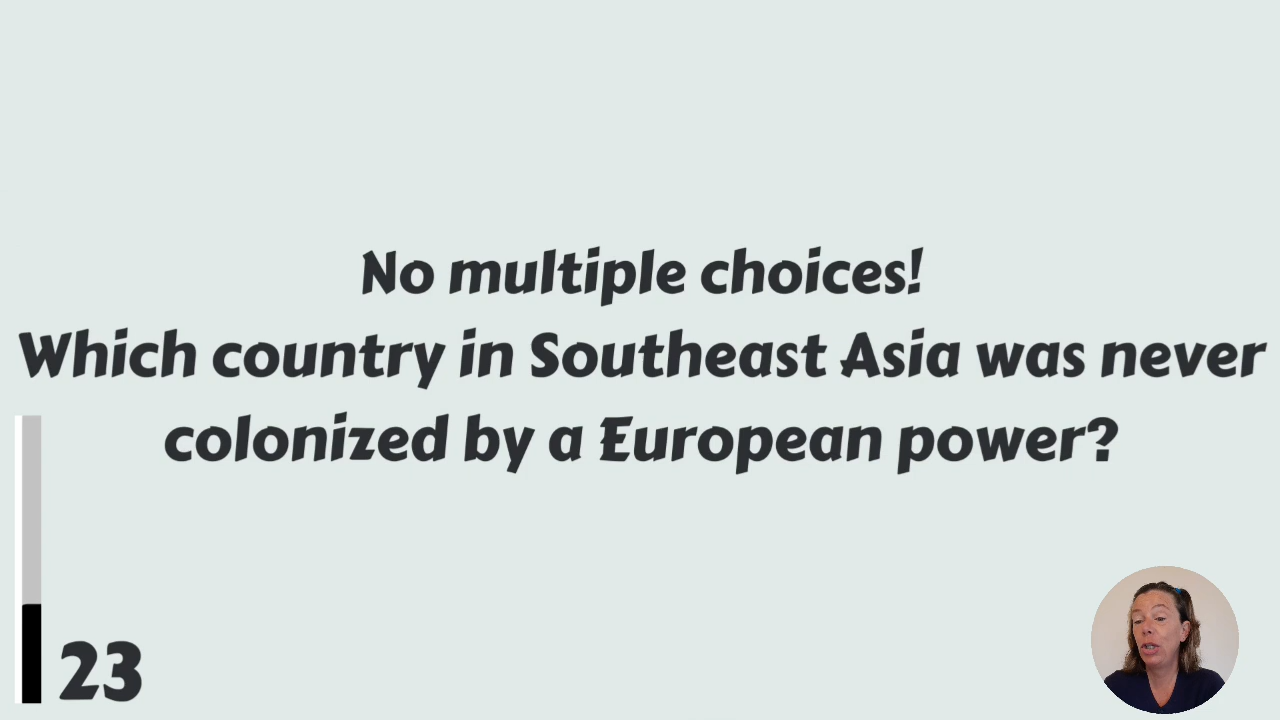 No multiple choices!
Which country in Southeast Asia was never
colonized by a European power?
23